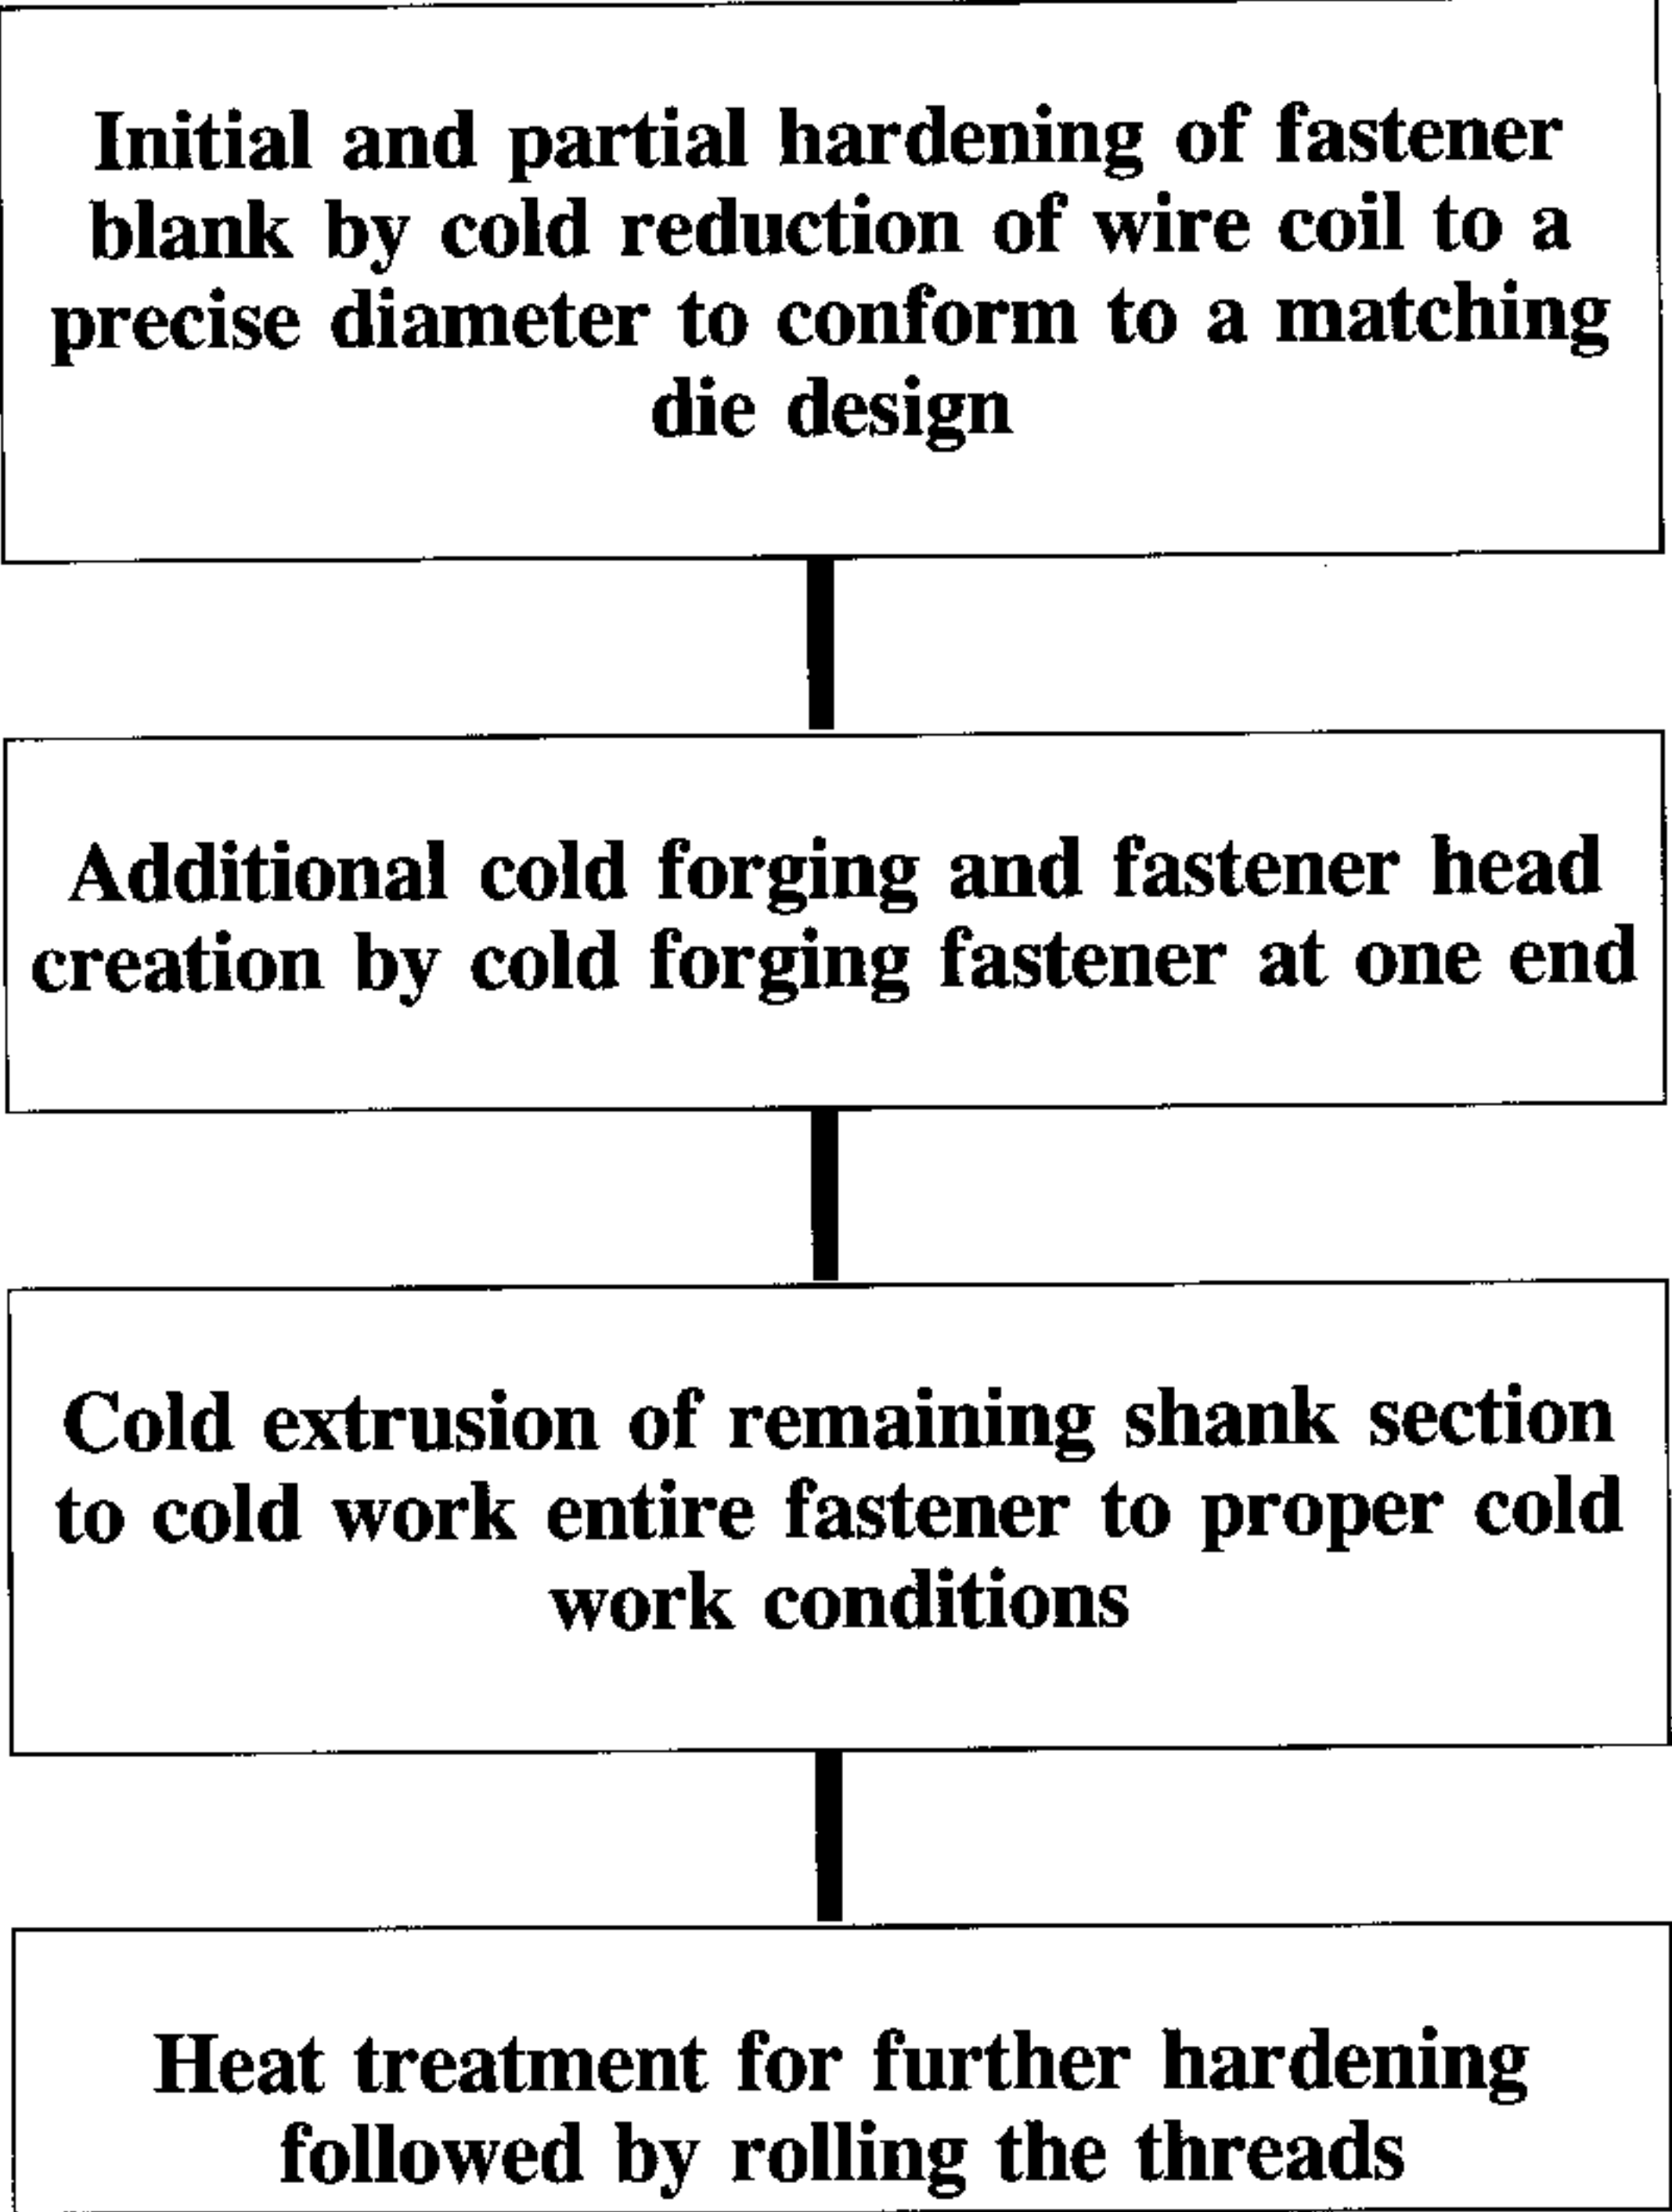 Initial and partial hardening of fastener
blank by cold reduction of wire coil to a
precise diameter to conform to a matching
die design
Additional cold forging and fastener head
creation by cold forging fastener at one end
Cold extrusion of remaining shank section
to cold work entire fastener to proper cold
work conditions
Heat treatment for further hardening
followed by rolling the threads